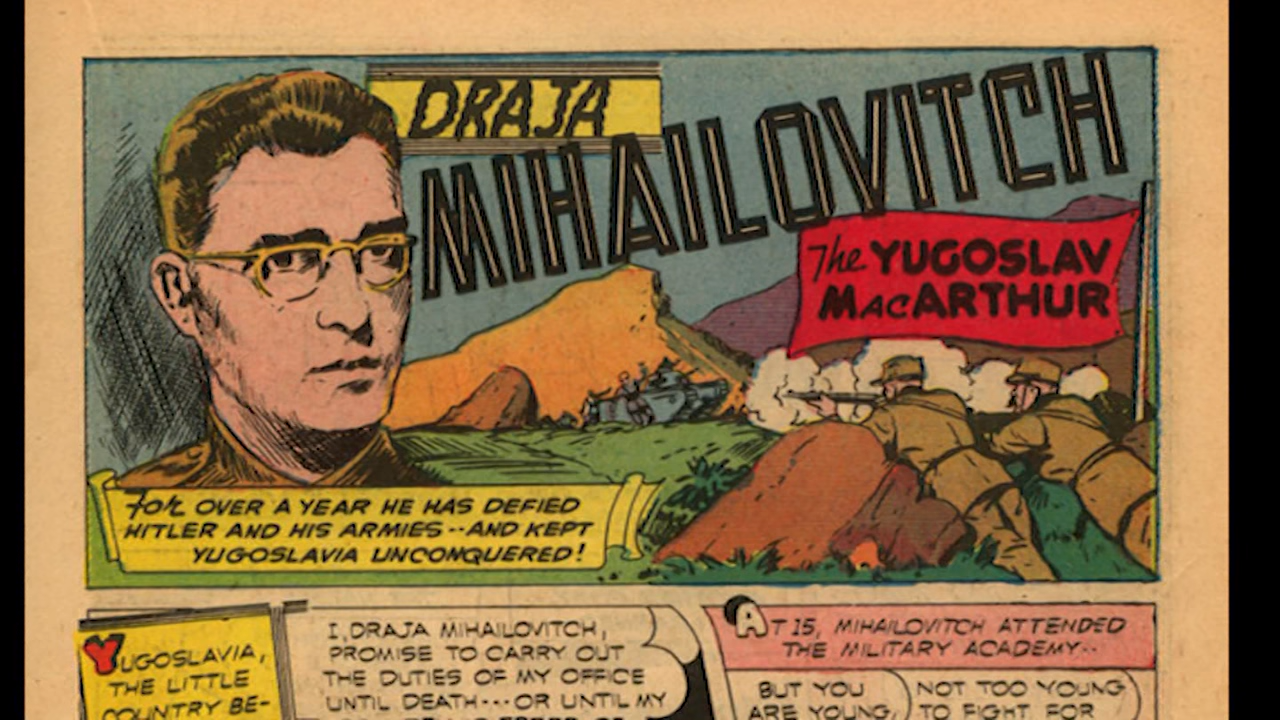 DRAJA
MIHAILOVITCH
The YUGOSLAV
MACARTHUR
FOR OVER A YEAR HE HAS DEFIED
HITLER AND HIS ARMIES--AND KEPT
YUGOSLAVIA UNCONQUERED!
YUGOSLAVIA,
THE LITTLE
COUNTRY BE-
I, DRAJA MIHAILOVITCH,
PROMISE TO CARRY OUT
THE DUTIES OF MY OFFICE
UNTIL DEATH---OR UNTIL MY
AT 15, MIHAILOVITCH ATTENDED
THE MILITARY ACADEMY--
BUT YOU
ARE YOUNG,
NOT TOO YOUNG
TO FIGHT FOR